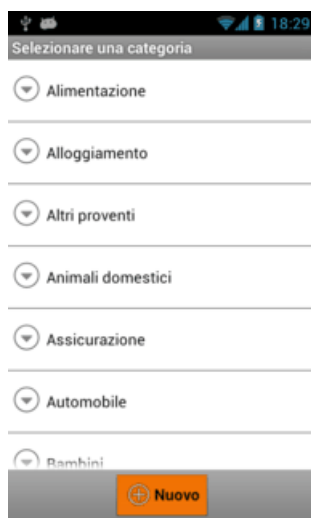 18:29
Selezionare una categoria
Alimentazione
Alloggiamento
Altri proventi
Animali domestici
Assicurazione
Automobile
Bambini
Nuovo